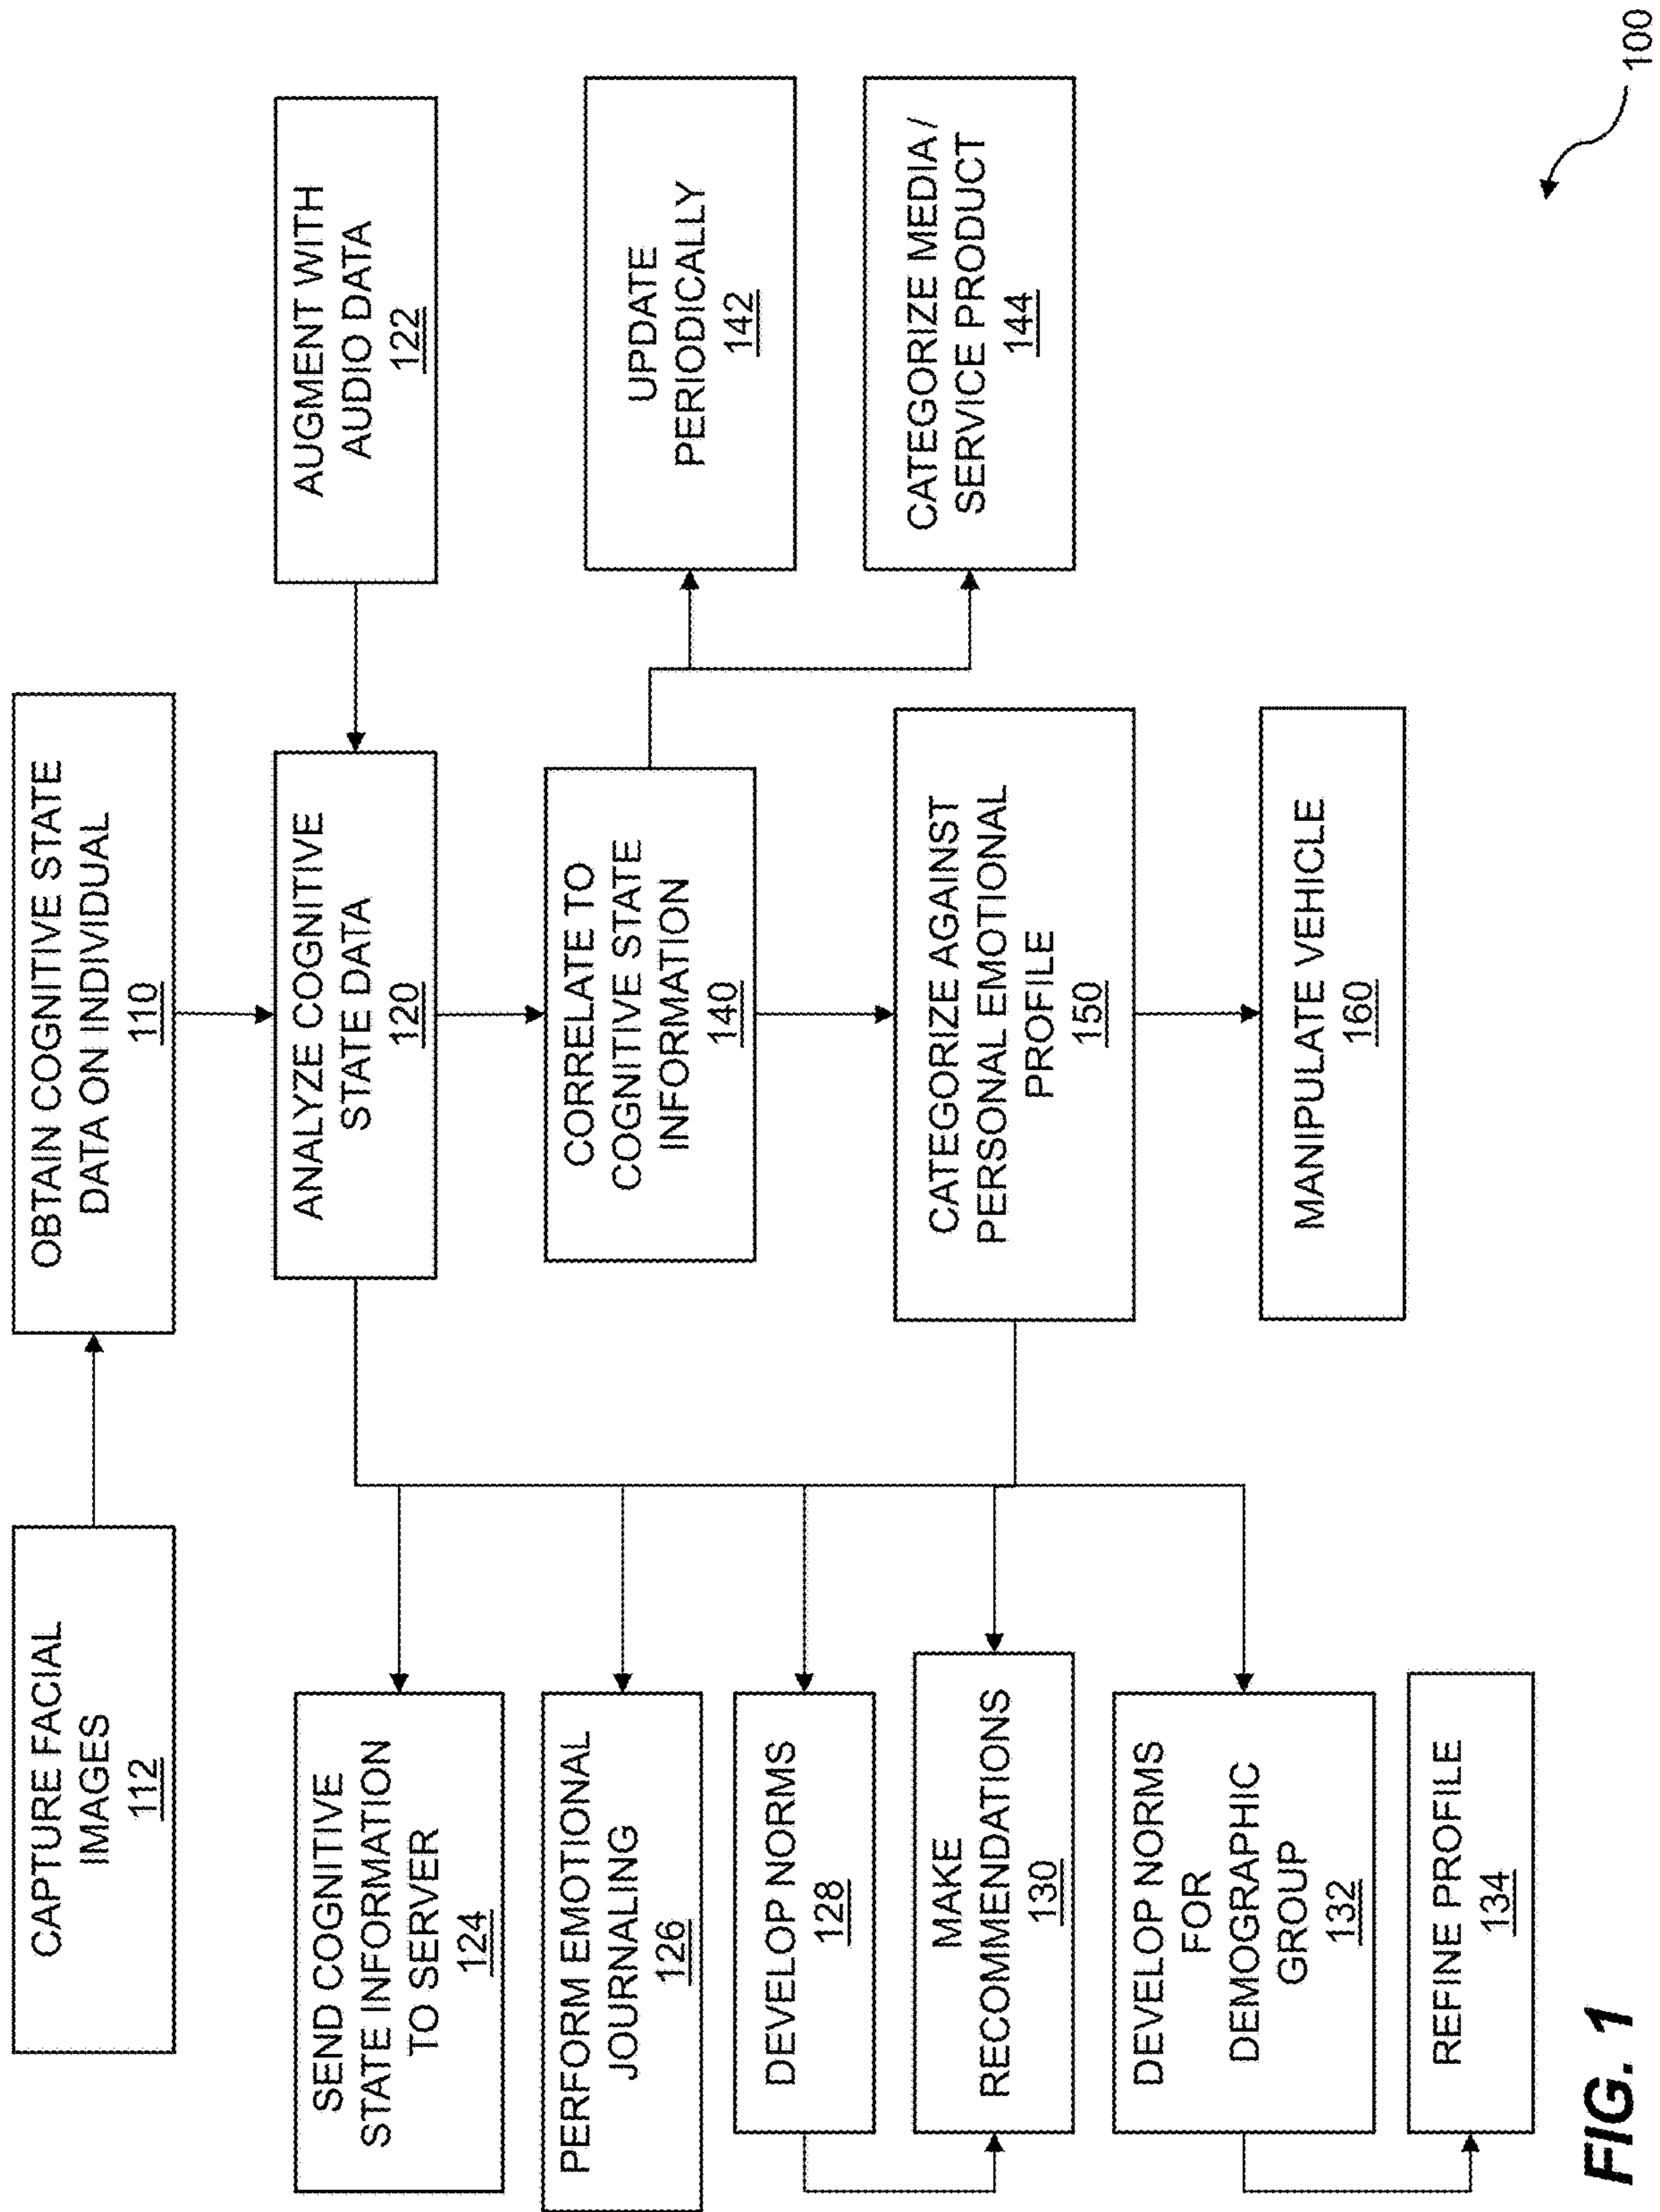 CAPTURE FACIAL
IMAGES
112
OBTAIN COGNITIVE STATE
DATA ON INDIVIDUAL
110
SEND COGNITIVE
STATE INFORMATION
TO SERVER
124
ANALYZE COGNITIVE
STATE DATA
120
AUGMENT WITH
AUDIO DATA
122
PERFORM EMOTIONAL
JOURNALING
126
CORRELATE TO
COGNITIVE STATE
INFORMATION
140
UPDATE
PERIODICALLY
142
DEVELOP NORMS
128
MAKE
RECOMMENDATIONS
130
CATEGORIZE AGAINST
PERSONAL EMOTIONAL
PROFILE
150
CATEGORIZE MEDIA /
SERVICE PRODUCT
144
DEVELOP NORMS
FOR
DEMOGRAPHIC
GROUP
132
MANIPULATE VEHICLE
160
REFINE PROFILE
134
FIG. 1
100